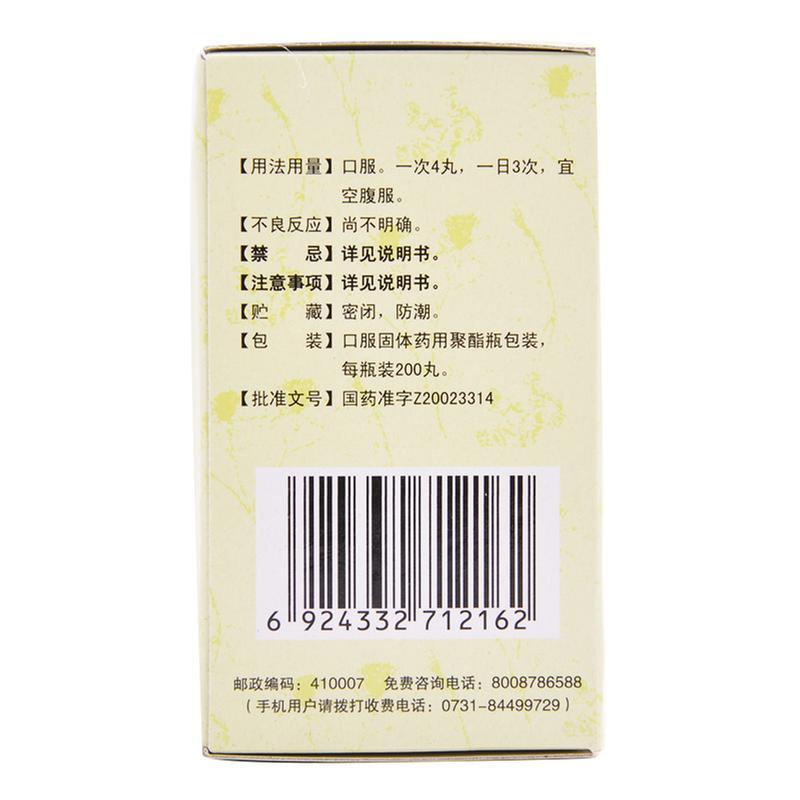 【用法用量】口服。一次4丸，一日3次，宜
空腹服。
【不良反应】尚不明确。
【禁 忌】详见说明书。
【注意事项】详见说明书。
【贮 藏】密闭，防潮。
【包 装】口服固体药用聚酯瓶包装，
每瓶装200丸。
【批准文号】国药准字Z20023314
6 924332 712162
邮政编码：410007 免费咨询电话：8008786588
（手机用户请拨打收费电话：0731-84499729）